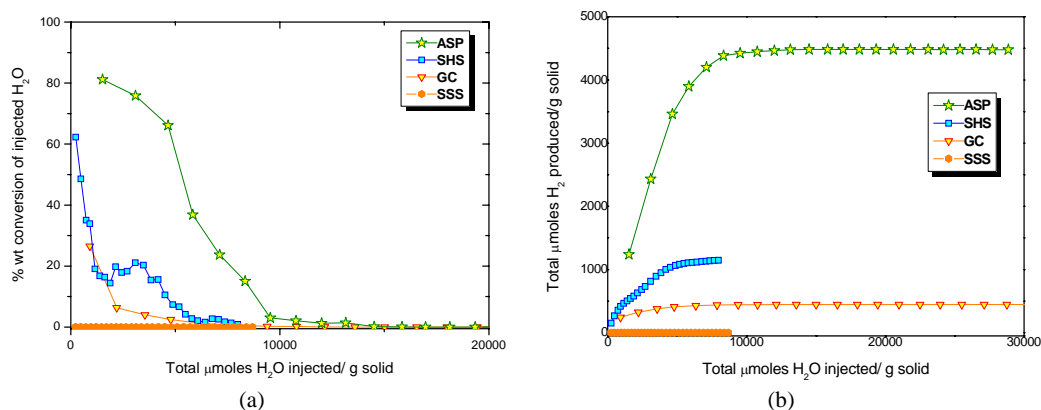 100
80
60
40
20
0
% wt conversion of injected H2O
ASP
SHS
GC
SSS
0
10000
20000
Total μmoles H2O injected/ g solid
(a)
5000
4000
3000
2000
1000
0
Total μmoles H2 produced/g solid
ASP
SHS
GC
SSS
0
10000
20000
30000
Total μmoles H2O injected/g solid
(b)